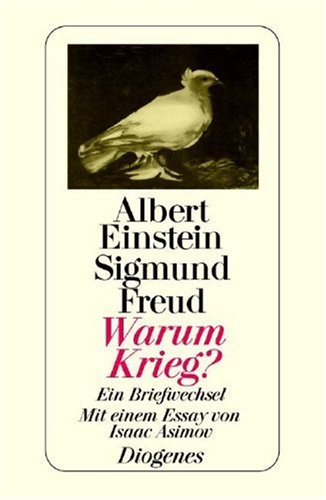 Albert
Einstein
Sigmund
Freud
Warum
Krieg?
Ein Briefwechsel
Mit einem Essay von
Isaac Asimov
Diogenes